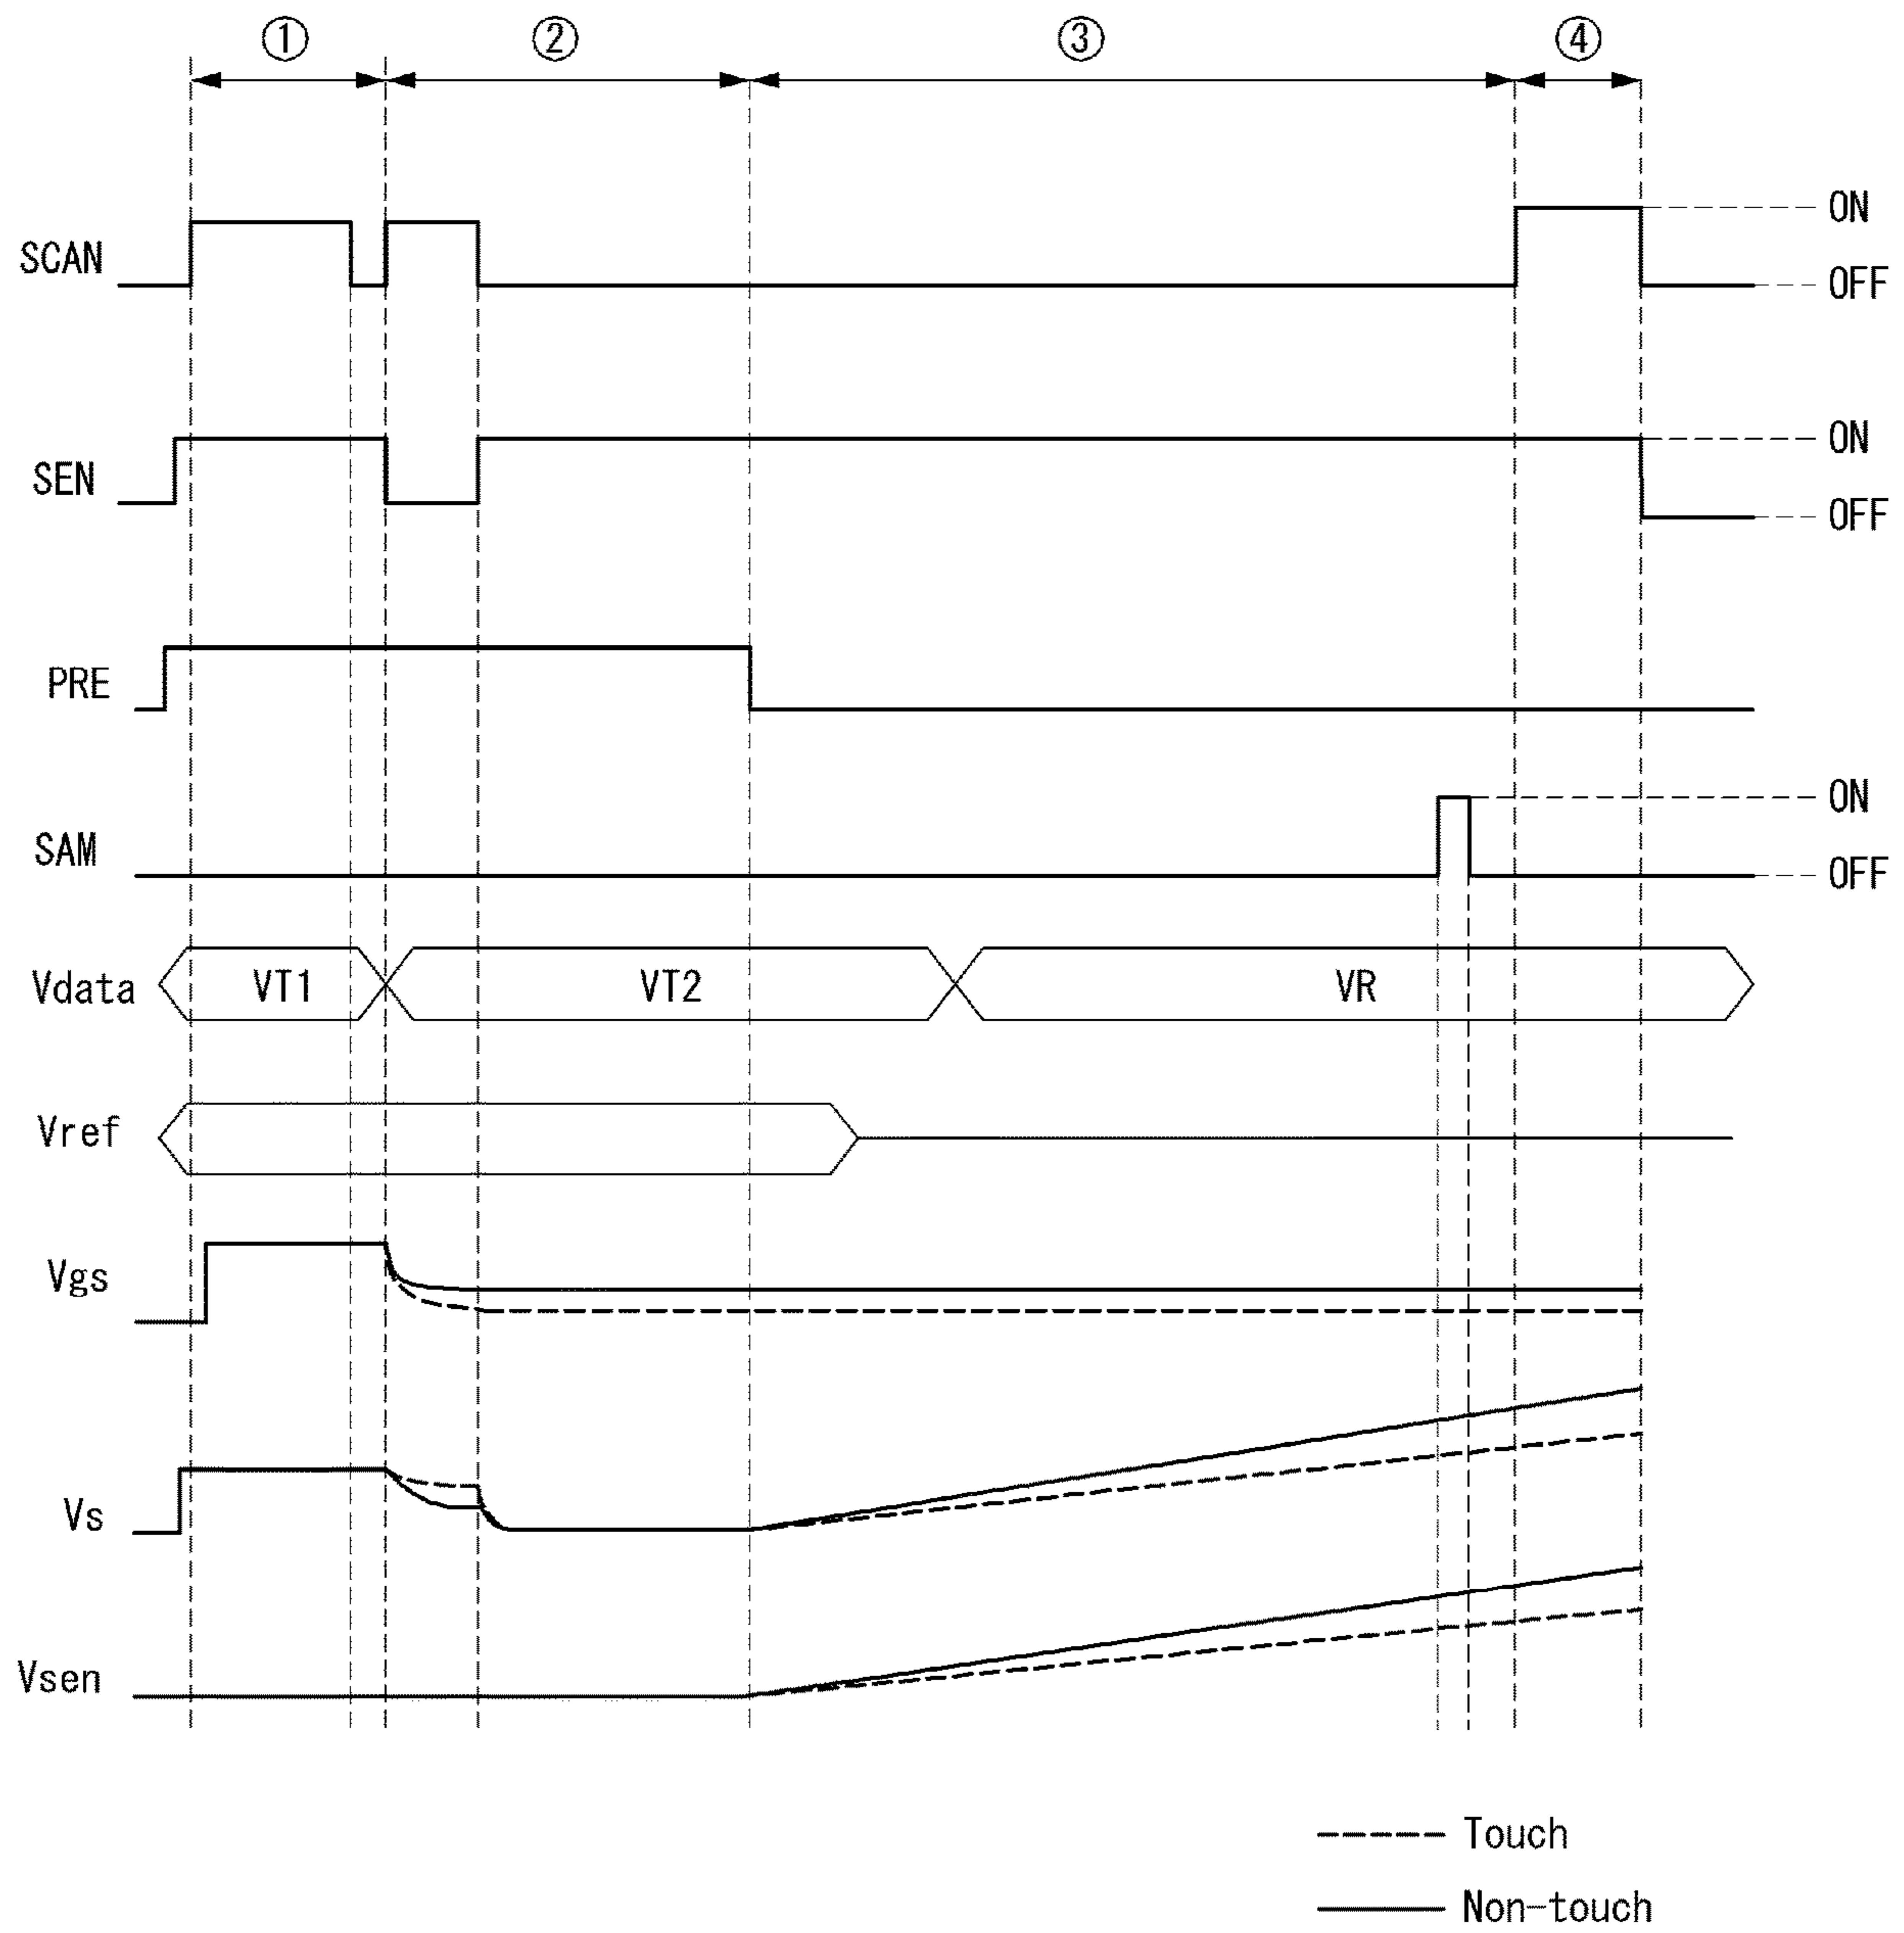 ① ② ③ ④
ON
SCAN
OFF
ON
SEN
OFF
PRE
ON
SAM
OFF
Vdata VT1 VT2 VR
Vref
Vgs
Vs
Vsen
Touch
Non-touch